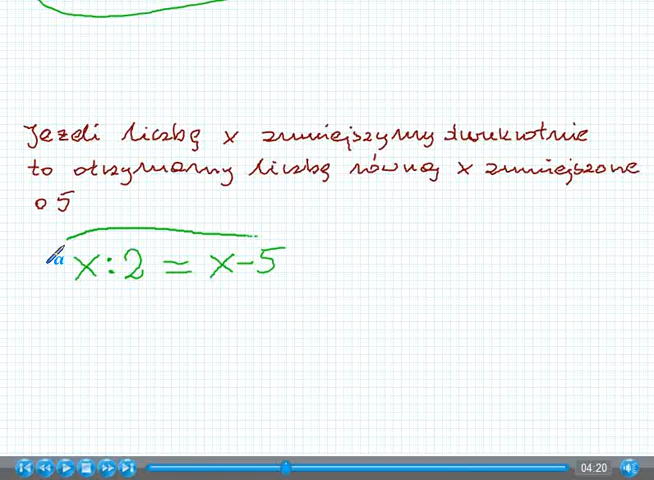 Jeżeli liczbę x zmniejszymy dwukrotnie
to otrzymamy liczbę równą x zmniejszone
o 5
x:2 = x-5
04:20